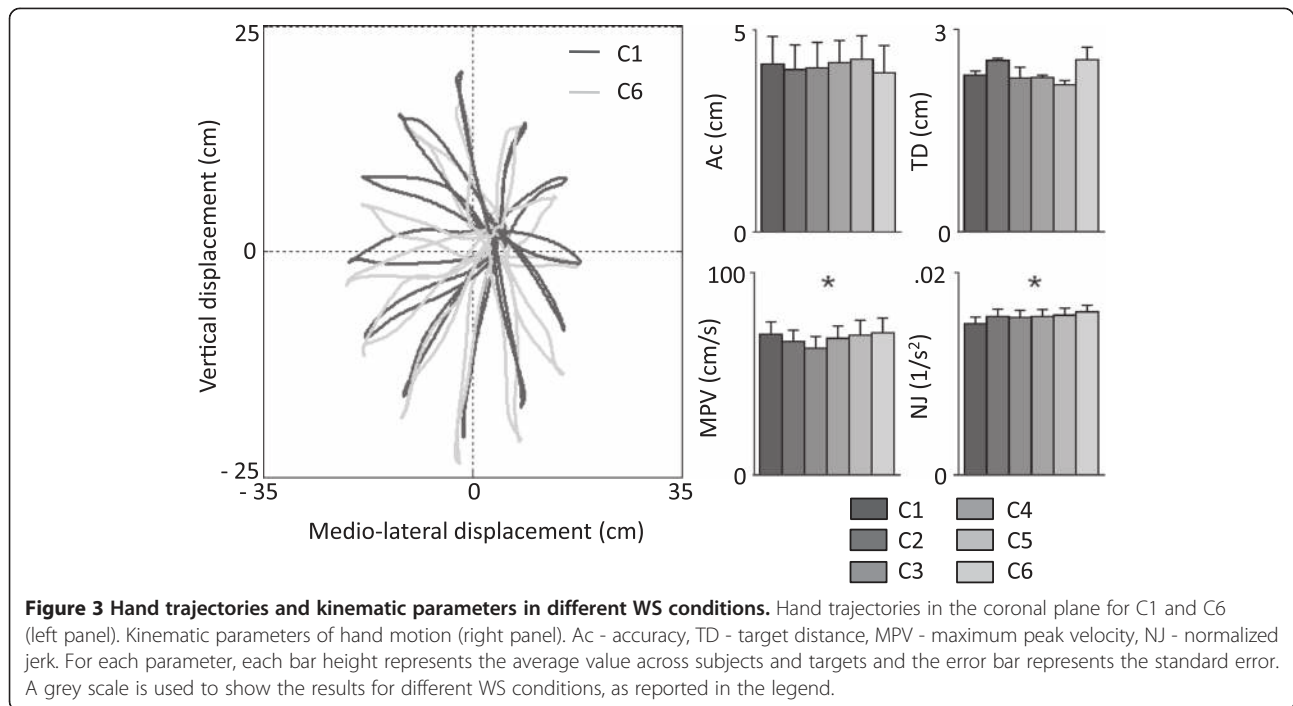 25
0
- 25
- 35
0
35
Vertical displacement (cm)
Medio-lateral displacement (cm)
C1
C6
5
0
Ac (cm)
3
0
TD (cm)
100
0
MPV (cm/s)
*
.02
0
NJ (1/s²)
*
C1
C4
C2
C5
C3
C6
Figure 3 Hand trajectories and kinematic parameters in different WS conditions. Hand trajectories in the coronal plane for C1 and C6
(left panel). Kinematic parameters of hand motion (right panel). Ac - accuracy, TD - target distance, MPV - maximum peak velocity, NJ - normalized
jerk. For each parameter, each bar height represents the average value across subjects and targets and the error bar represents the standard error.
A grey scale is used to show the results for different WS conditions, as reported in the legend.